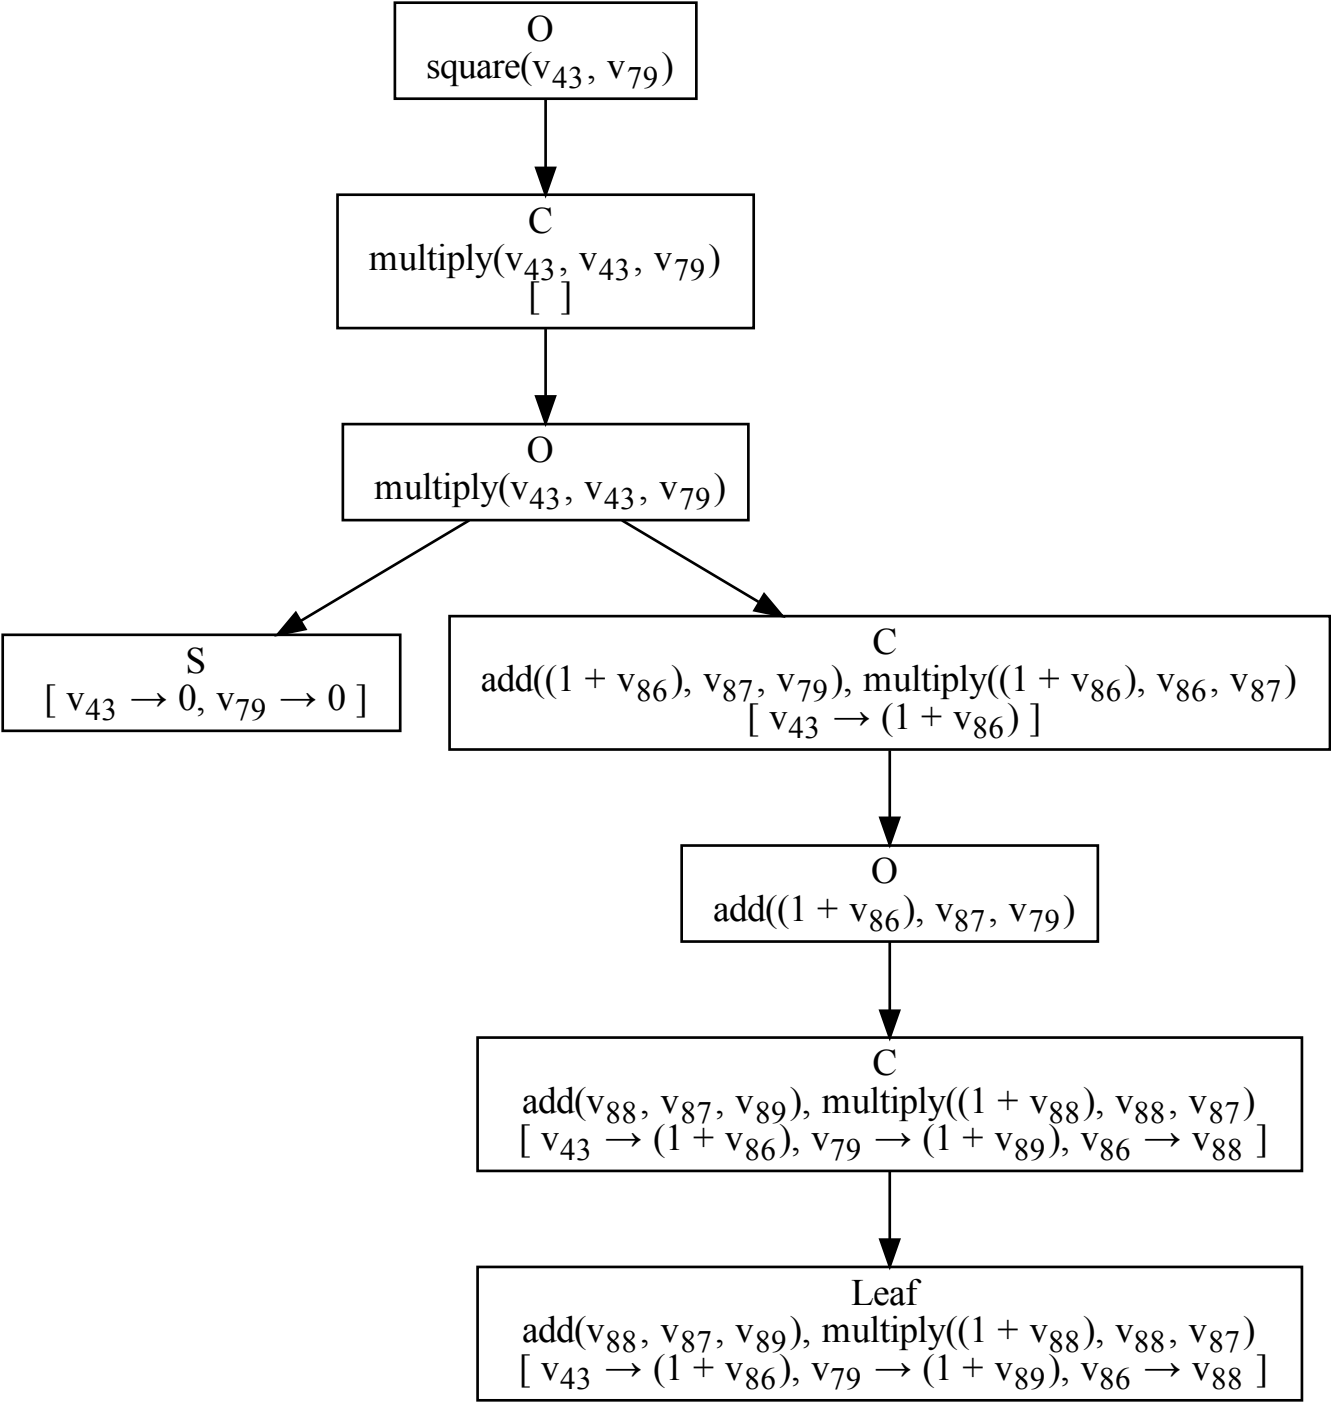 O
square(v43, v79)
C
multiply(v43, v43, v79)
[ ]
O
multiply(v43, v43, v79)
S
[ v43 → 0, v79 → 0 ]
C
add((1 + v86), v87, v79), multiply((1 + v86), v86, v87)
[ v43 → (1 + v86) ]
O
add((1 + v86), v87, v79)
C
add(v88, v87, v89), multiply((1 + v88), v88, v87)
[ v43 → (1 + v86), v79 → (1 + v89), v86 → v88 ]
Leaf
add(v88, v87, v89), multiply((1 + v88), v88, v87)
[ v43 → (1 + v86), v79 → (1 + v89), v86 → v88 ]